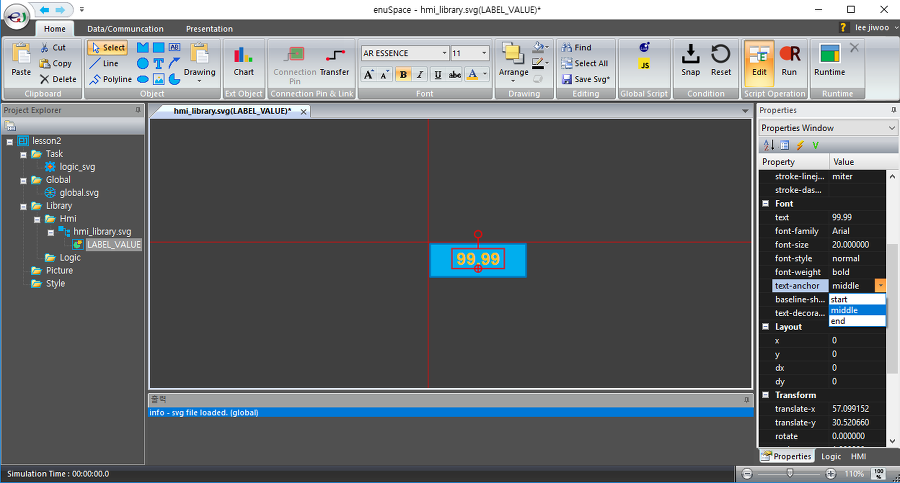 enuSpace - hmi_library.svg(LABEL_VALUE)*
Home Data/Communcation Presentation lee jiwoo
Paste Cut Copy Delete
Select Line Polyline AB T Drawing
Chart
Connection Pin Transfer
AR ESSENCE 11
A A B I U abc A
Arrange
Find Select All Save Svg*
JS
Snap Reset
Edit Run
Runtime
Clipboard Object Ext Object Connection Pin & Link Font Drawing Editing Global Script Condition Script Operation Runtime
Project Explorer
lesson2
Task
logic_svg
Global
global.svg
Library
Hmi
hmi_library.svg
LABEL_VALUE
Logic
Picture
Style
hmi_library.svg(LABEL_VALUE)*
99.99
출력
info - svg file loaded. (global)
Properties
Properties Window
Property Value
stroke-linej... miter
stroke-das...
Font
text 99.99
font-family Arial
font-size 20.000000
font-style normal
font-weight bold
text-anchor middle
baseline-sh... start
middle
text-decora... end
Layout
x 0
y 0
dx 0
dy 0
Transform
translate-x 57.099152
translate-y 30.520660
rotate 0.000000
Properties Logic HMI
Simulation Time : 00:00:00.0
110% 100 %